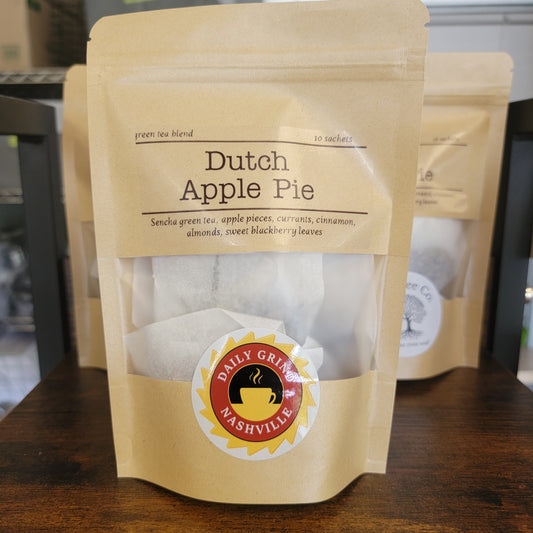 green tea blend
10 sachets
Dutch
Apple Pie
Sencha green tea, apple pieces, currants, cinnamon,
almonds, sweet blackberry leaves
DAILY GRIND
NASHVILLE